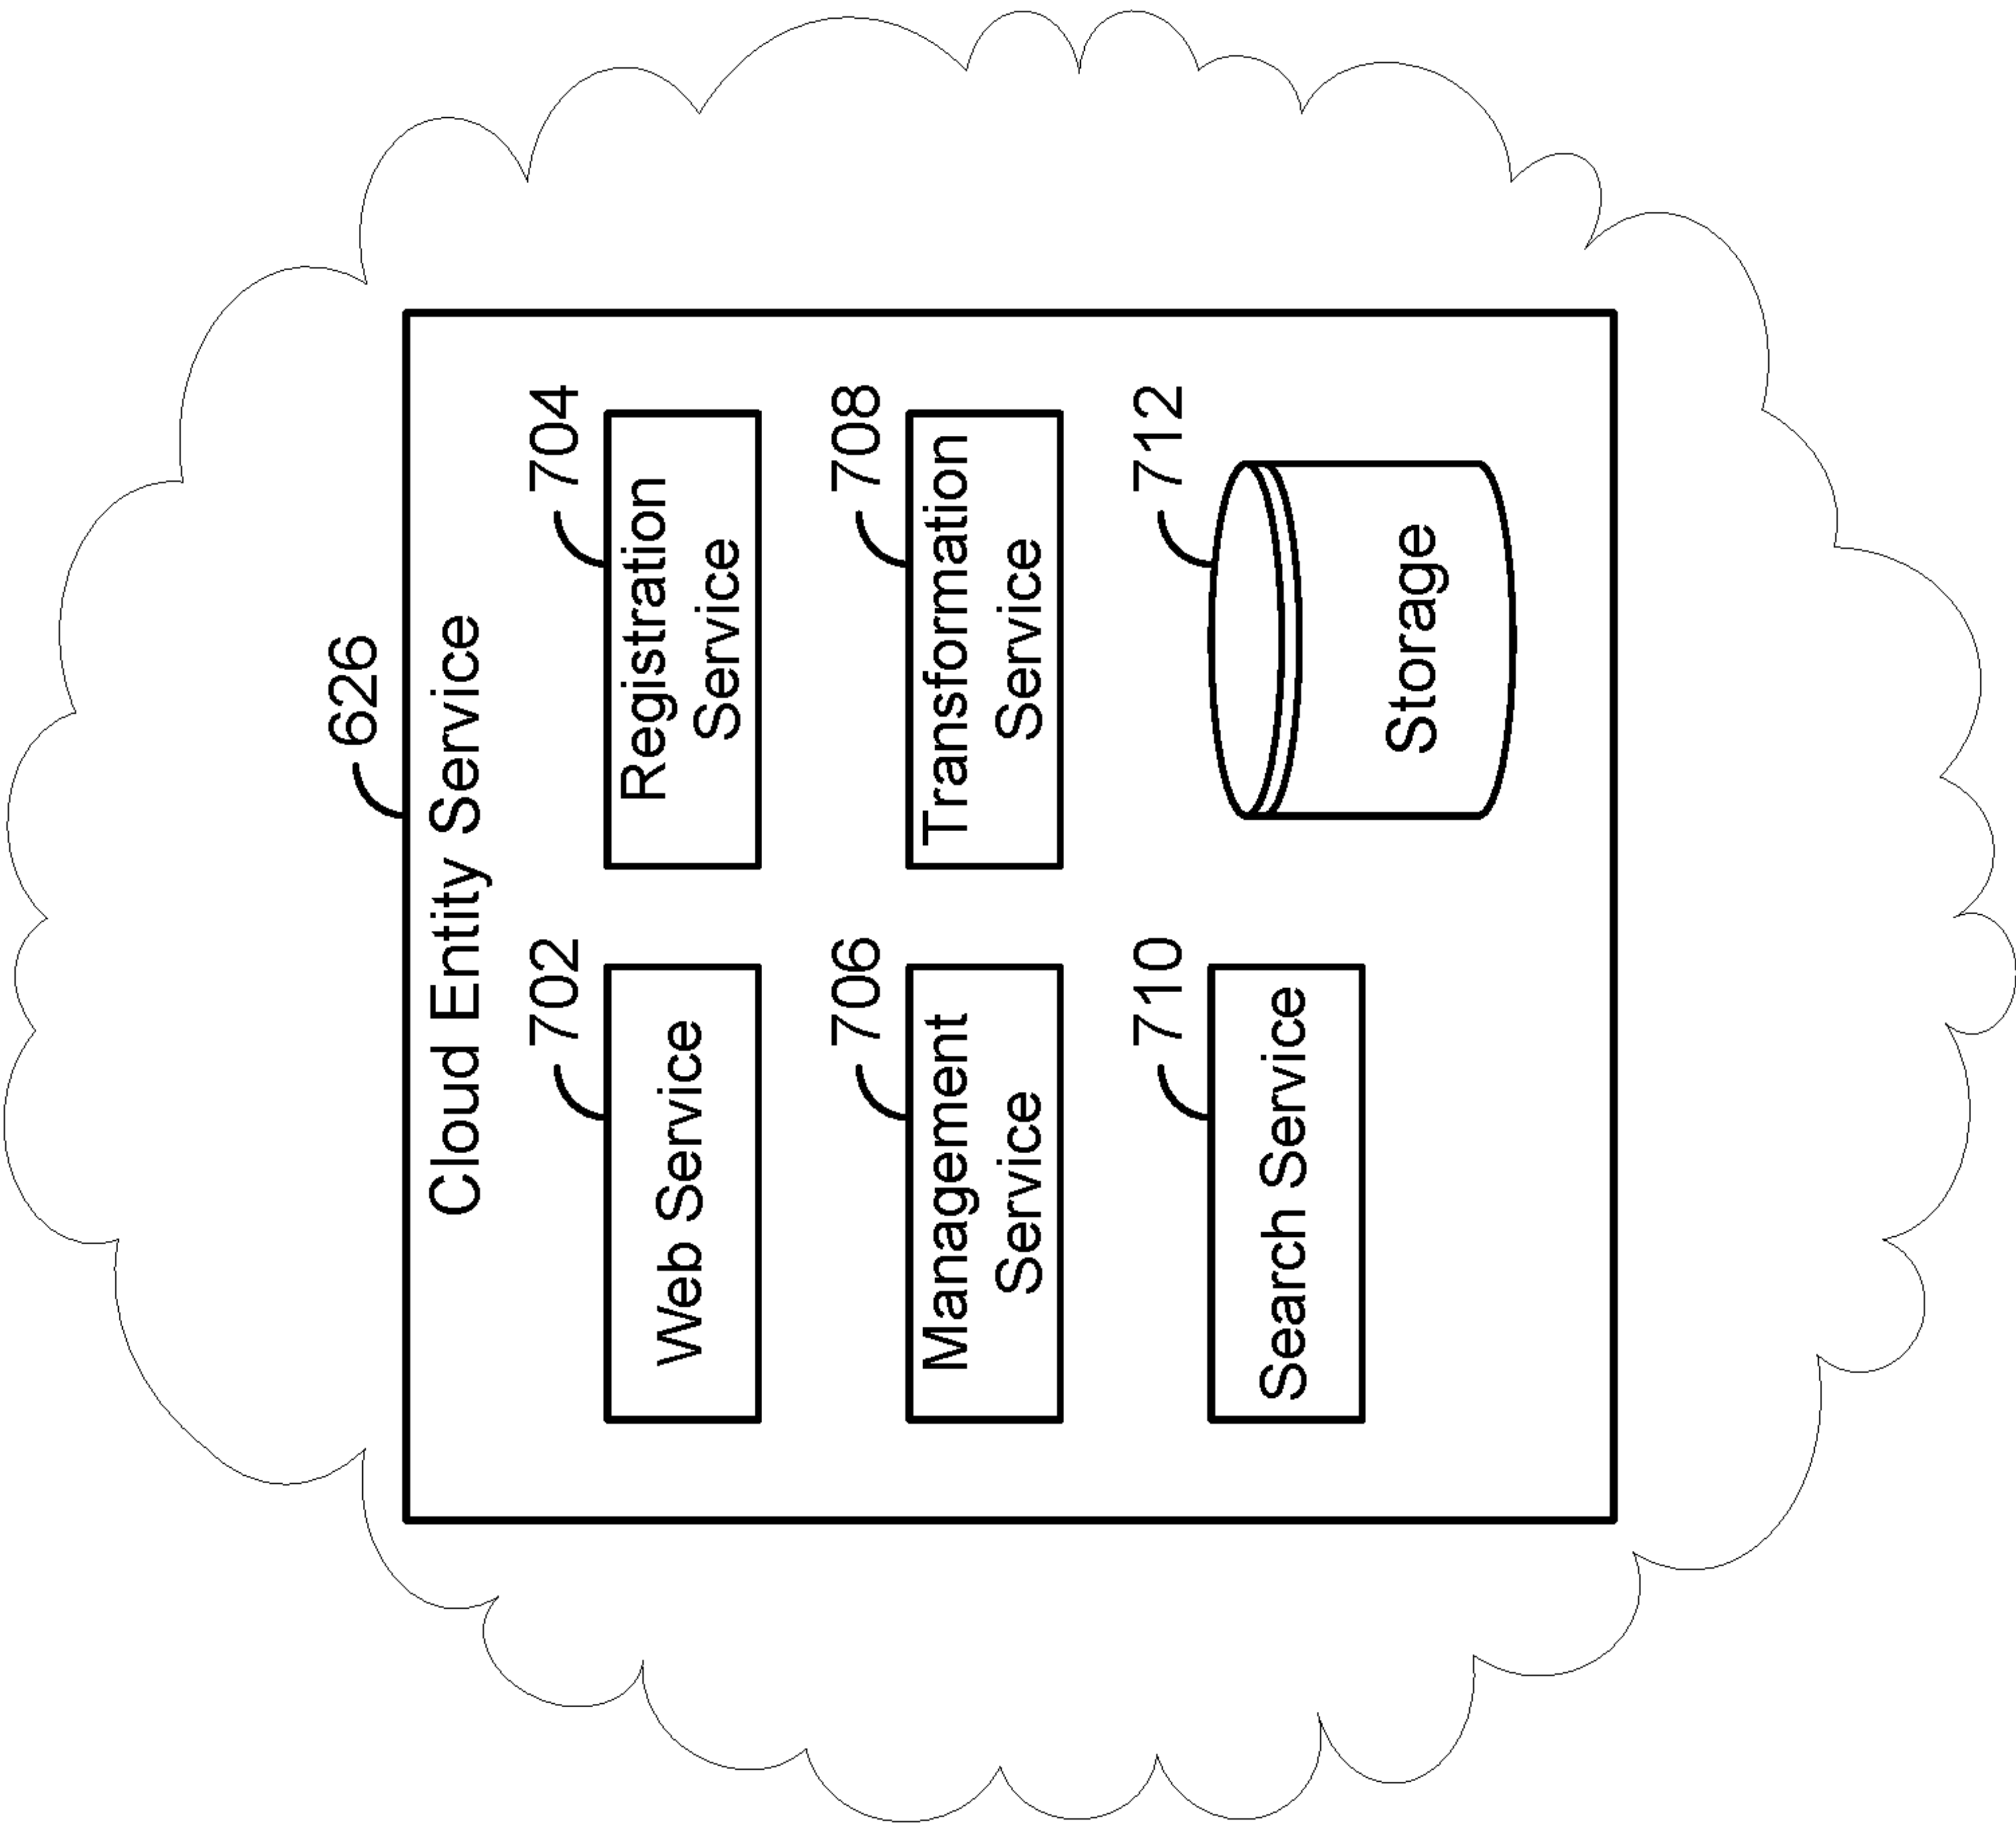 626
Cloud Entity Service
702
Web Service
704
Registration
Service
706
Management
Service
708
Transformation
Service
710
Search Service
712
Storage